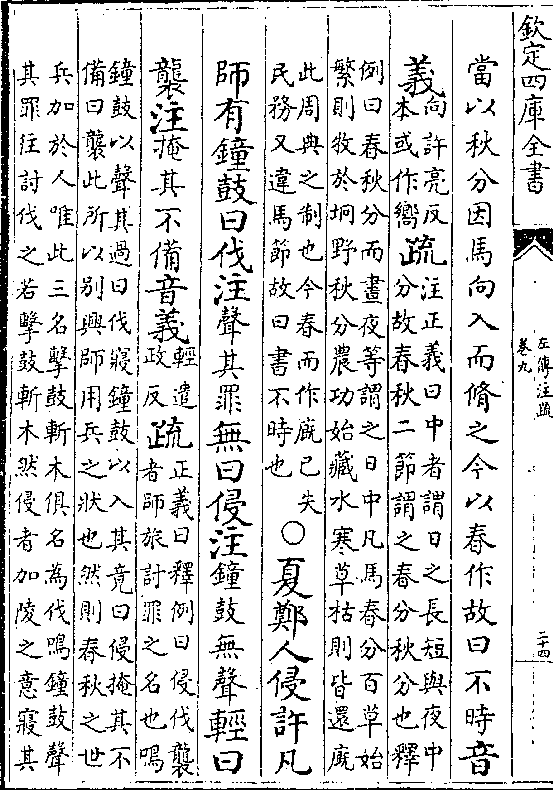 欽定四庫全書
左傳注疏
卷九
二十四
當以秋分因馬向入而脩之今以春作故曰不時音
義向許亮反
本或作嚮疏注正義曰中者謂日之長短與夜中
分故春秋二節謂之春分秋分也釋
例曰春秋分而晝夜等謂之日中凡馬春分百草始
繁則牧於坰野秋分農功始藏水寒草枯則皆還廐
此周典之制也今春而作廐已失
民務又違馬節故曰書不時也○夏鄭人侵許凡
師有鐘鼓曰伐注聲其罪無曰侵注鐘鼓無聲輕曰
襲注掩其不備音義輕遣
政反疏正義曰釋例曰侵伐襲
者師旅討罪之名也鳴
鐘鼓以聲其過曰伐寢鐘鼓以入其竟曰侵掩其不
備曰襲此所以别興師用兵之狀也然則春秋之世
兵加於人唯此三名擊鼓斬木俱名為伐鳴鐘鼓聲
其罪往討伐之若擊鼓斬木然侵者加陵之意寢其